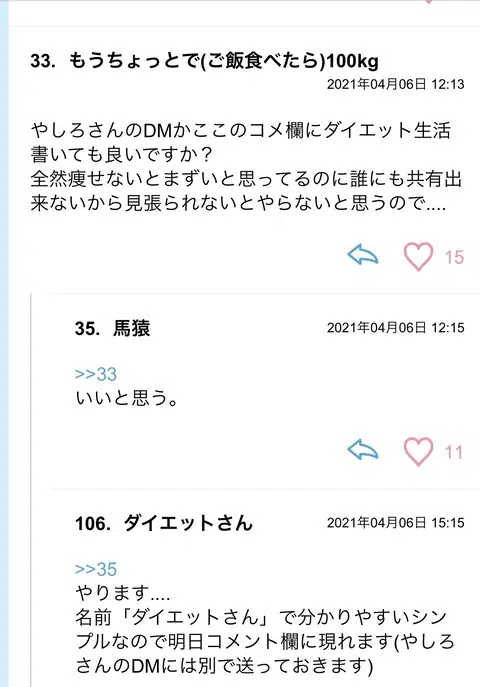 33. もうちょっとで(ご飯食べたら)100kg
2021年04月06日 12:13
やしろさんのDMかここのコメ欄にダイエット生活
書いても良いですか？
全然痩せないとまずいと思ってるのに誰にも共有出
来ないから見張られないとやらないと思うので....
15
35. 馬猿
2021年04月06日 12:15
>>33
いいと思う。
11
106. ダイエットさん
2021年04月06日 15:15
>>35
やります....
名前「ダイエットさん」で分かりやすいシン
プルなので明日コメント欄に現れます(やしろ
さんのDMには別で送っておきます)